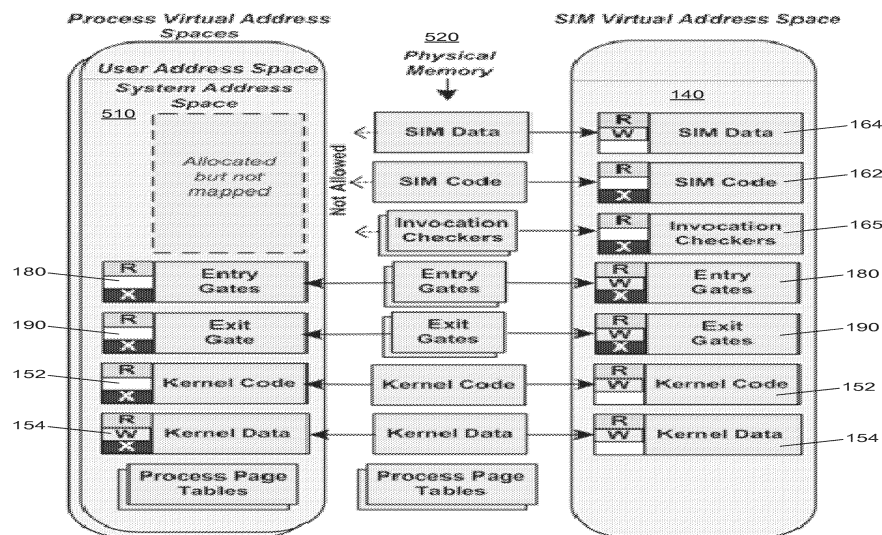 Process Virtual Address
Spaces
User Address Space
System Address
Space
510
Allocated
but not
mapped
180
R
X
Entry
Gates
190
R
X
Exit
Gate
152
R
X
Kernel Code
154
R
W
X
Kernel Data
Process Page
Tables
520
Physical
Memory
Not Allowed
SIM Data
SIM Code
Invocation
Checkers
Entry
Gates
Exit
Gates
Kernel Code
Kernel Data
Process Page
Tables
SIM Virtual Address Space
140
R
W
SIM Data
164
R
X
SIM Code
162
R
X
Invocation
Checkers
165
R
W
X
Entry
Gates
180
R
W
X
Exit
Gates
190
R
W
Kernel Code
152
R
W
Kernel Data
154